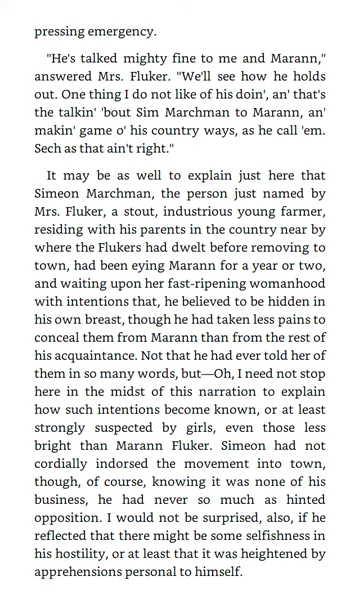 pressing emergency.
"He's talked mighty fine to me and Marann,"
answered Mrs. Fluker. "We'll see how he holds
out. One thing I do not like of his doin', an' that's
the talkin' 'bout Sim Marchman to Marann, an'
makin' game o' his country ways, as he call 'em.
Sech as that ain't right."
It may be as well to explain just here that
Simeon Marchman, the person just named by
Mrs. Fluker, a stout, industrious young farmer,
residing with his parents in the country near by
where the Flukers had dwelt before removing to
town, had been eying Marann for a year or two,
and waiting upon her fast-ripening womanhood
with intentions that, he believed to be hidden in
his own breast, though he had taken less pains to
conceal them from Marann than from the rest of
his acquaintance. Not that he had ever told her of
them in so many words, but—Oh, I need not stop
here in the midst of this narration to explain
how such intentions become known, or at least
strongly suspected by girls, even those less
bright than Marann Fluker. Simeon had not
cordially indorsed the movement into town,
though, of course, knowing it was none of his
business, he had never so much as hinted
opposition. I would not be surprised, also, if he
reflected that there might be some selfishness in
his hostility, or at least that it was heightened by
apprehensions personal to himself.